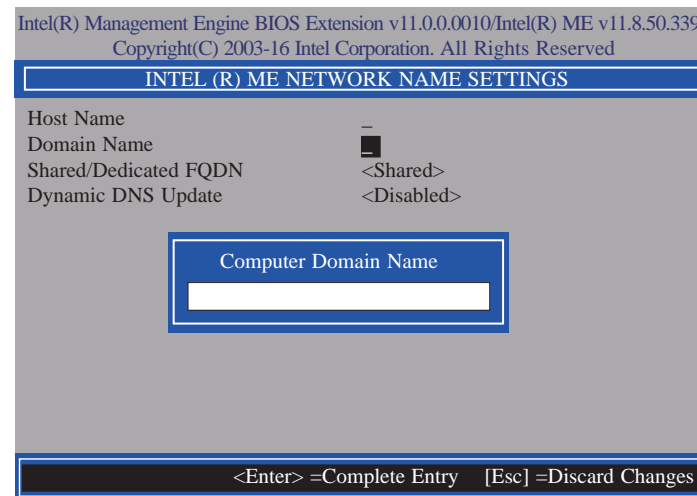 Intel(R) Management Engine BIOS Extension v11.0.0.0010/Intel(R) ME v11.8.50.339
Copyright(C) 2003-16 Intel Corporation. All Rights Reserved
INTEL (R) ME NETWORK NAME SETTINGS
Host Name _
Domain Name _
Shared/Dedicated FQDN <Shared>
Dynamic DNS Update <Disabled>
Computer Domain Name
<Enter> =Complete Entry [Esc] =Discard Changes